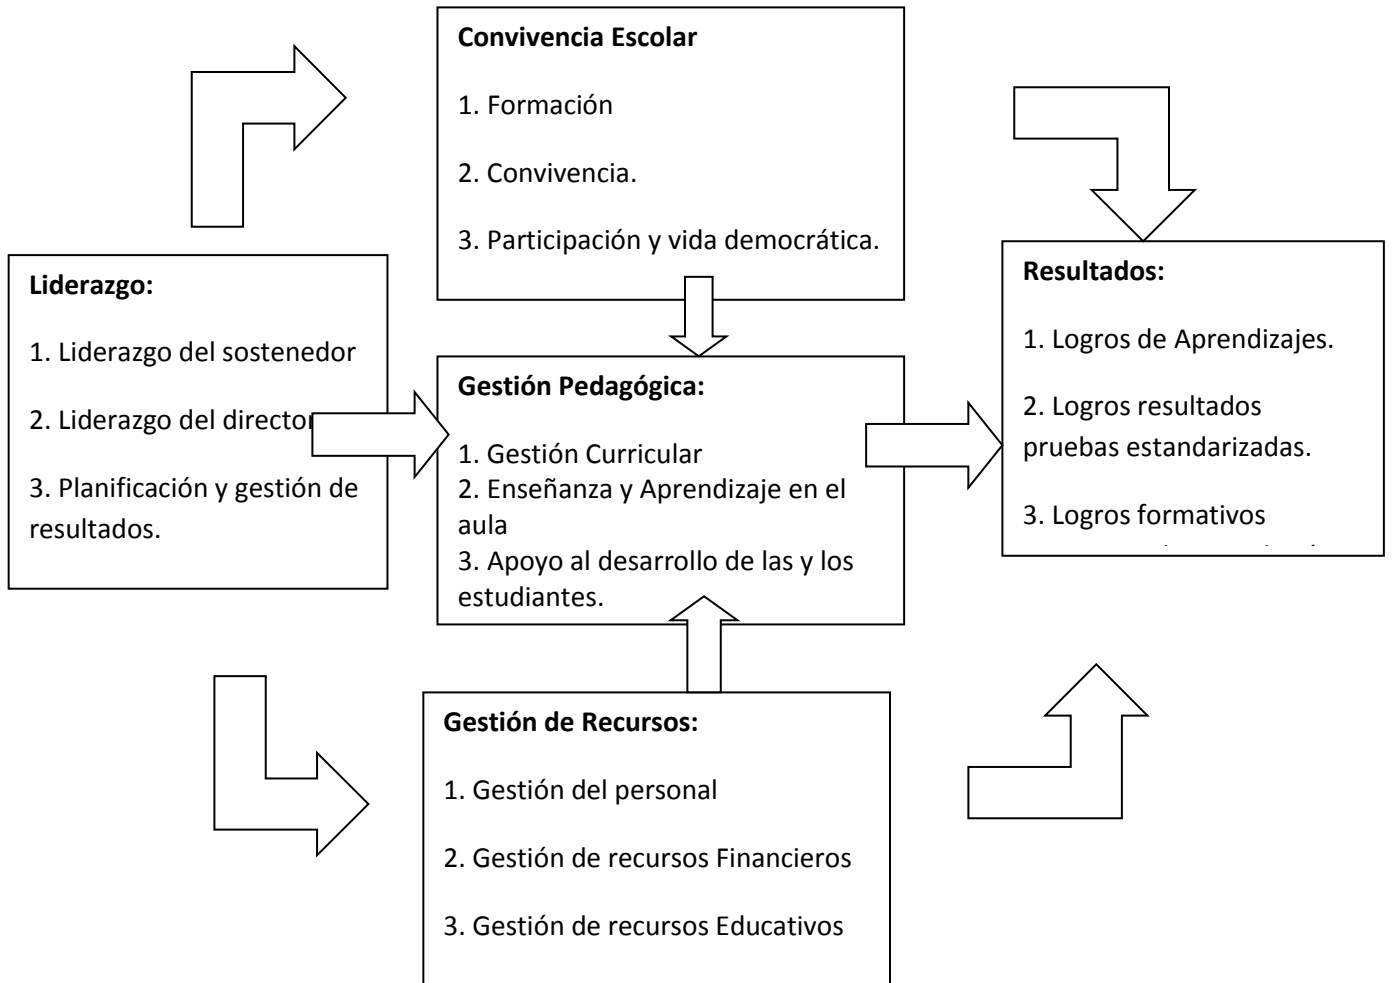 Convivencia Escolar
1. Formación
2. Convivencia.
3. Participación y vida democrática.
Liderazgo:
1. Liderazgo del sostenedor
2. Liderazgo del director
3. Planificación y gestión de
resultados.
Gestión Pedagógica:
1. Gestión Curricular
2. Enseñanza y Aprendizaje en el
aula
3. Apoyo al desarrollo de las y los
estudiantes.
Resultados:
1. Logros de Aprendizajes.
2. Logros resultados
pruebas estandarizadas.
3. Logros formativos
Gestión de Recursos:
1. Gestión del personal
2. Gestión de recursos Financieros
3. Gestión de recursos Educativos